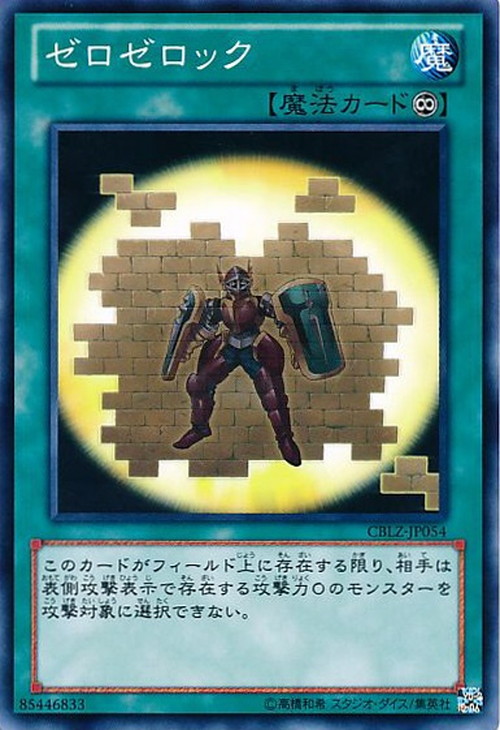 ゼロゼロック
魔
【魔法カード∞】
CBLZ-JP054
このカードがフィールド上に存在する限り、相手は
表側攻撃表示で存在する攻撃力0のモンスターを
攻撃対象に選択できない。
85446833
©高橋和希 スタジオ・ダイス/集英社